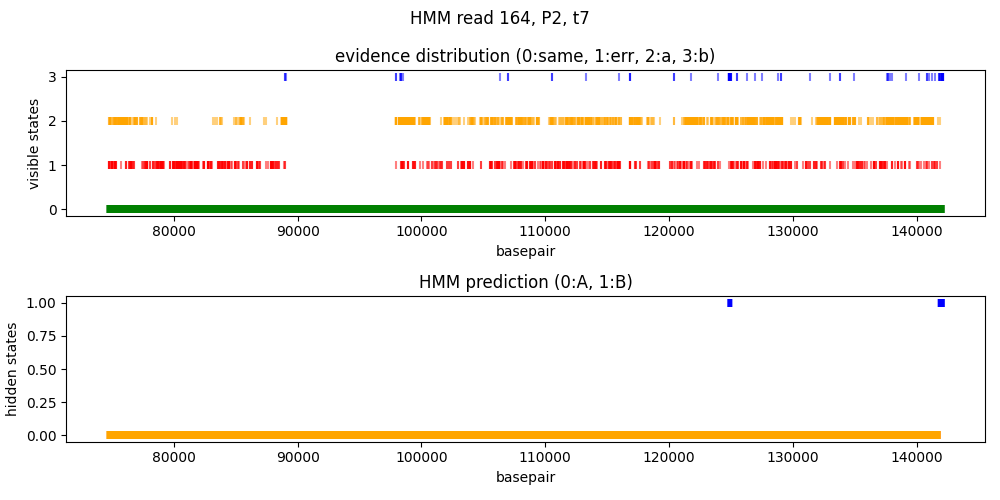 HMM read 164, P2, t7
evidence distribution (0:same, 1:err, 2:a, 3:b)
visible states
3
2
1
0
80000 90000 100000 110000 120000 130000 140000
basepair
HMM prediction (0:A, 1:B)
hidden states
1.00
0.75
0.50
0.25
0.00
80000 90000 100000 110000 120000 130000 140000
basepair